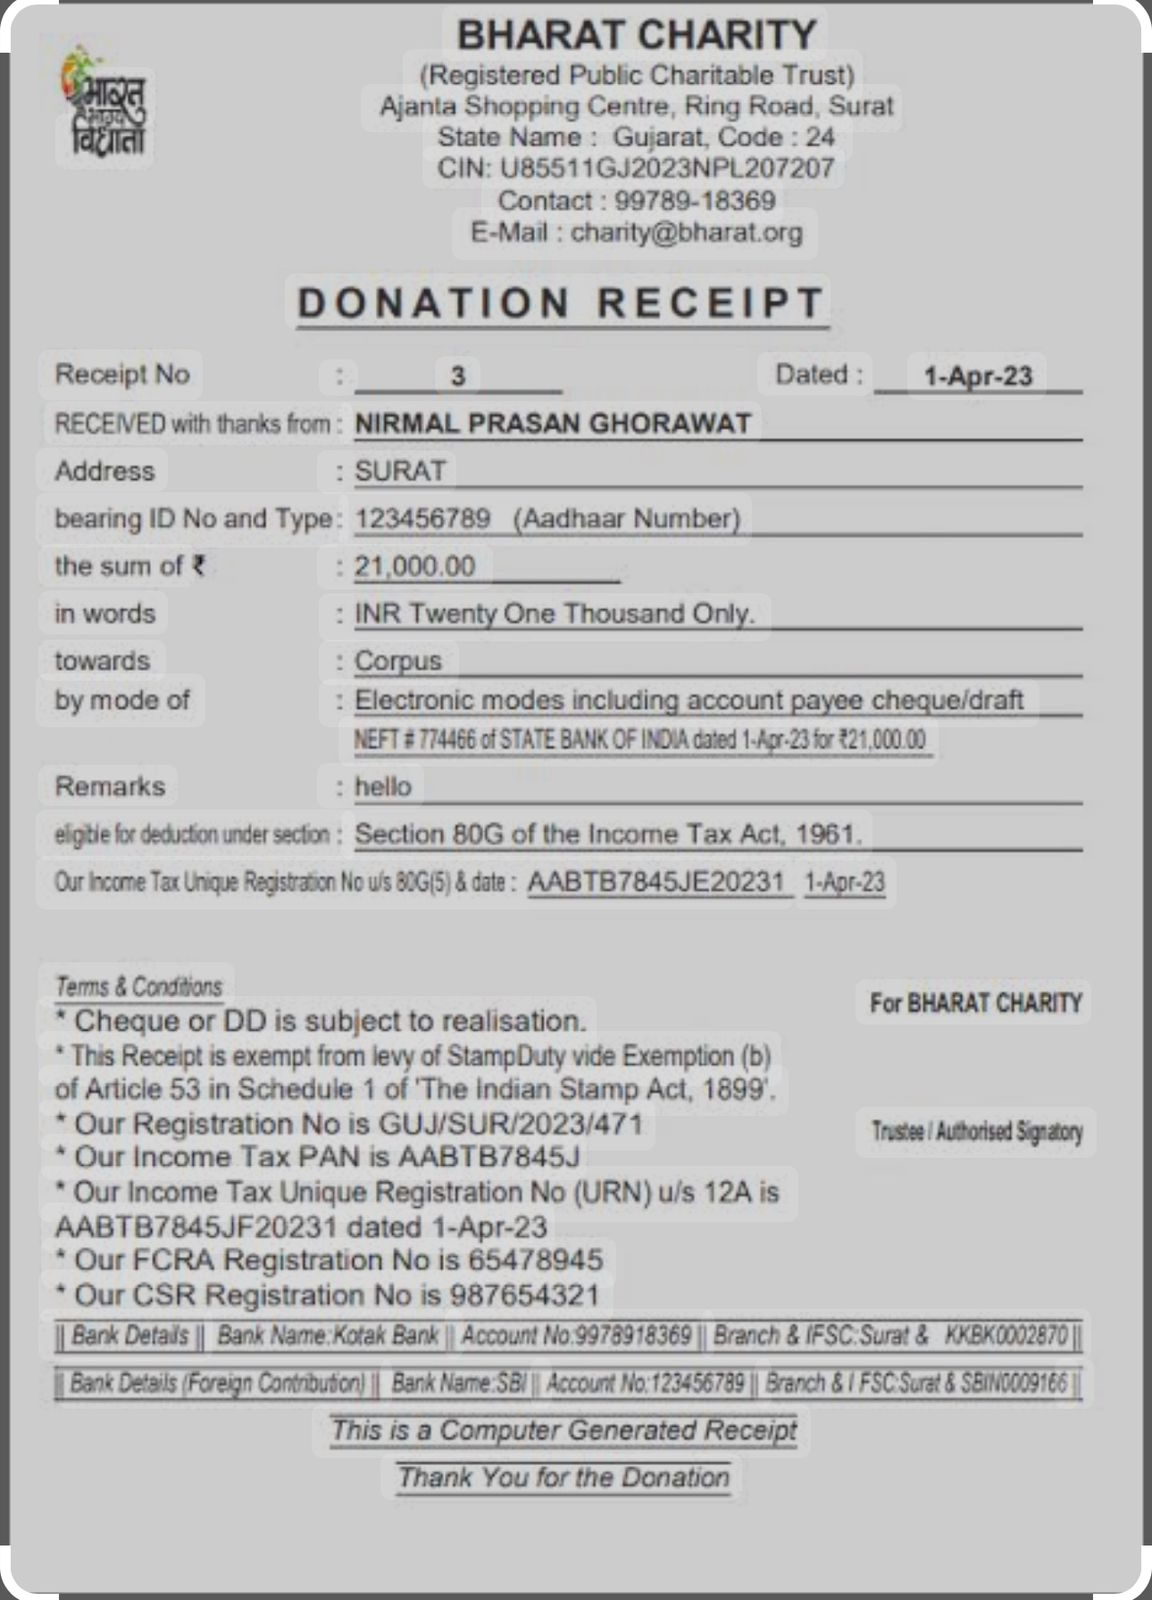 BHARAT CHARITY
(Registered Public Charitable Trust)
Ajanta Shopping Centre, Ring Road, Surat
State Name : Gujarat, Code : 24
CIN: U85511GJ2023NPL207207
Contact : 99789-18369
E-Mail : charity@bharat.org
भारत
भाग्य
विधाता
DONATION RECEIPT
Receipt No : 3 Dated : 1-Apr-23
RECEIVED with thanks from : NIRMAL PRASAN GHORAWAT
Address : SURAT
bearing ID No and Type : 123456789 (Aadhaar Number)
the sum of ₹ : 21,000.00
in words : INR Twenty One Thousand Only.
towards : Corpus
by mode of : Electronic modes including account payee cheque/draft
NEFT # 774466 of STATE BANK OF INDIA dated 1-Apr-23 for ₹21,000.00
Remarks : hello
eligible for deduction under section : Section 80G of the Income Tax Act, 1961.
Our Income Tax Unique Registration No u/s 80G(5) & date : AABTB7845JE20231 1-Apr-23
Terms & Conditions
For BHARAT CHARITY
* Cheque or DD is subject to realisation.
* This Receipt is exempt from levy of StampDuty vide Exemption (b)
of Article 53 in Schedule 1 of 'The Indian Stamp Act, 1899'.
* Our Registration No is GUJ/SUR/2023/471
Trustee / Authorised Signatory
* Our Income Tax PAN is AABTB7845J
* Our Income Tax Unique Registration No (URN) u/s 12A is
AABTB7845JF20231 dated 1-Apr-23
* Our FCRA Registration No is 65478945
* Our CSR Registration No is 987654321
|| Bank Details || Bank Name:Kotak Bank || Account No:9978918369 || Branch & IFSC:Surat & KKBK0002870 ||
|| Bank Details (Foreign Contribution) || Bank Name:SBI || Account No:123456789 || Branch & I FSC:Surat & SBIN0009166 ||
This is a Computer Generated Receipt
Thank You for the Donation